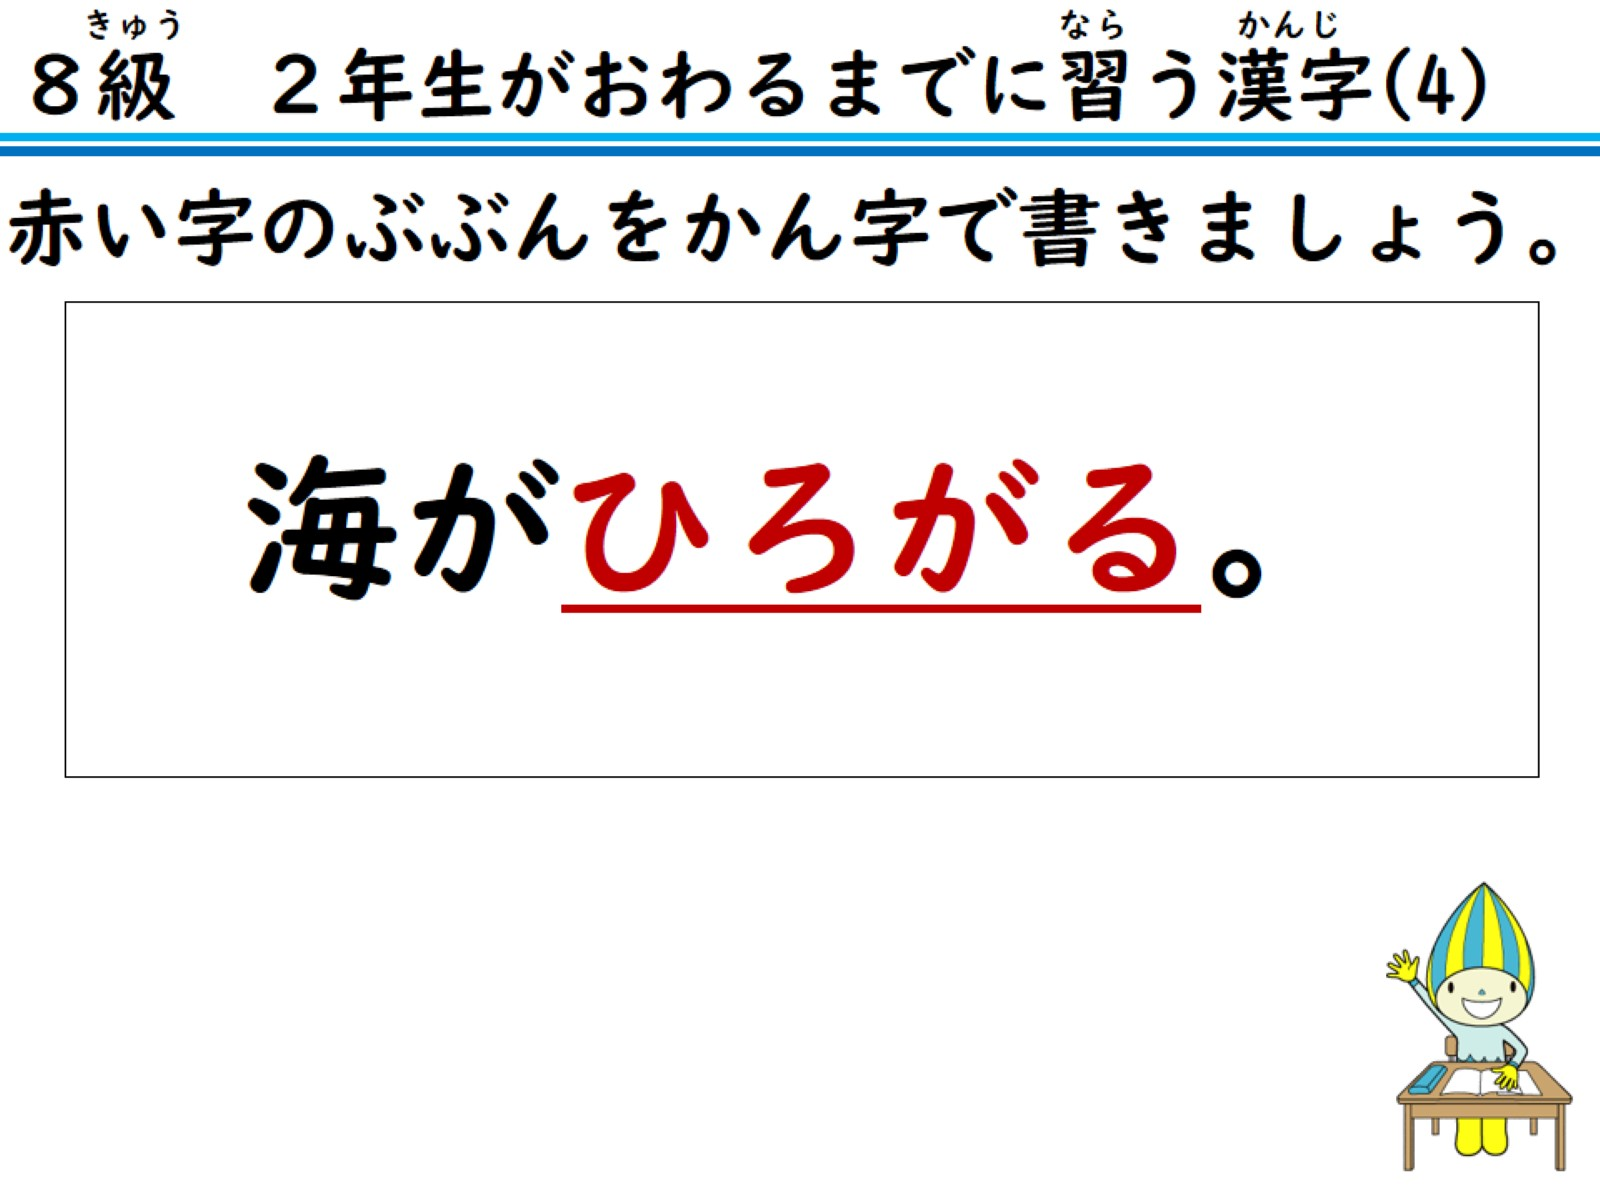 きゅう なら かんじ
８級　２年生がおわるまでに習う漢字(4)
赤い字のぶぶんをかん字で書きましょう。
海がひろがる。